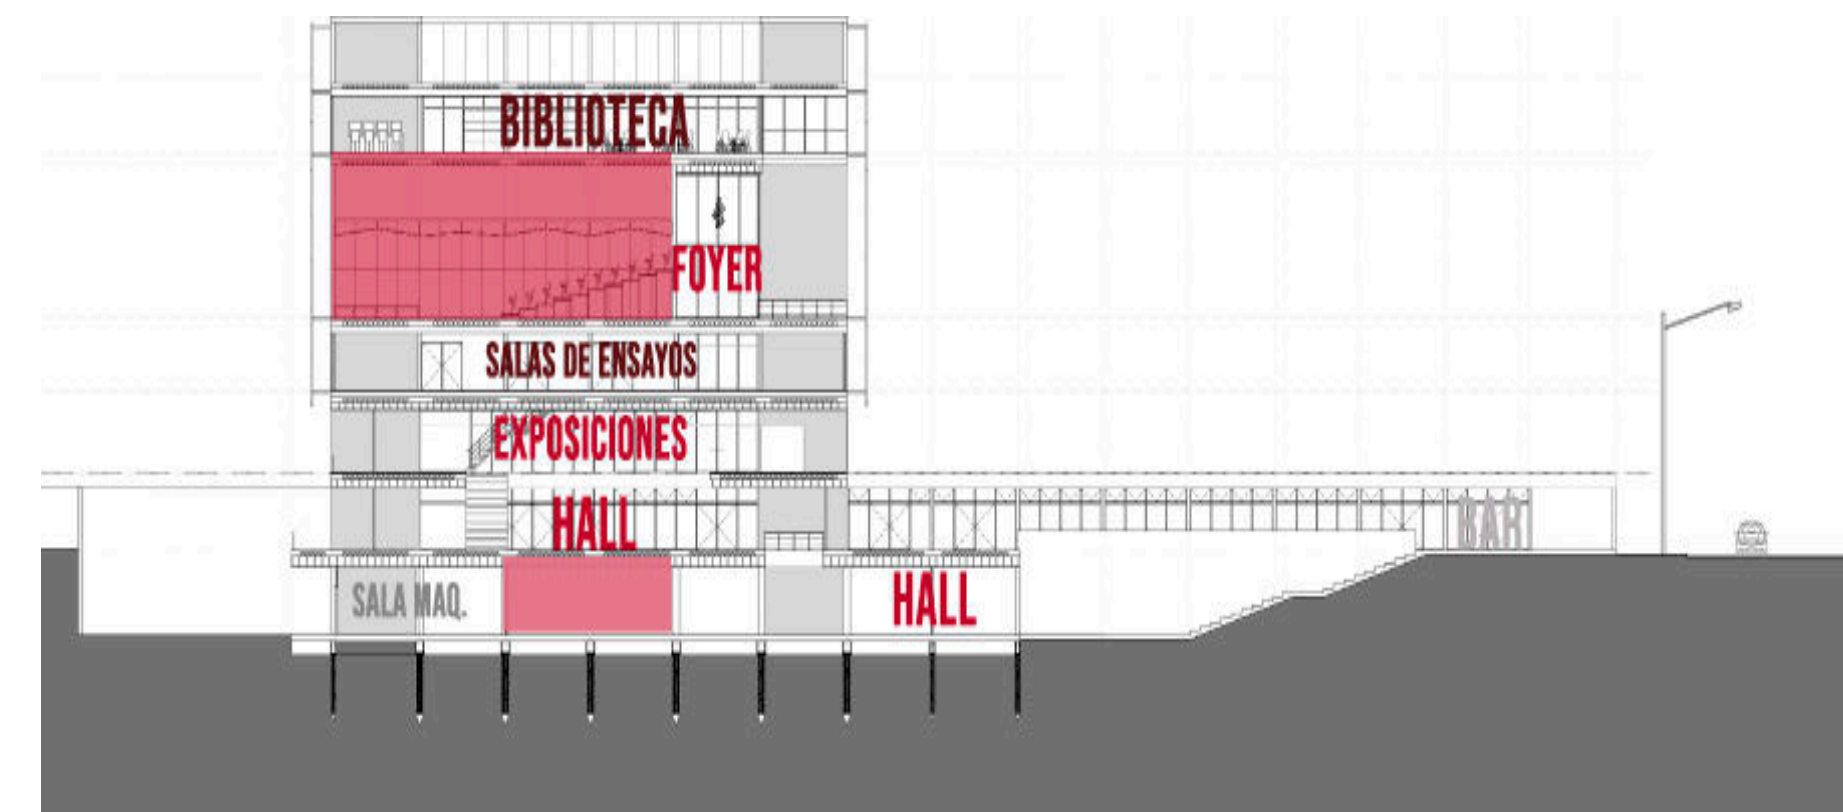 BIBLIOTECA
FOYER
SALAS DE ENSAYOS
EXPOSICIONES
HALL
BAR
SALA MAQ.
HALL